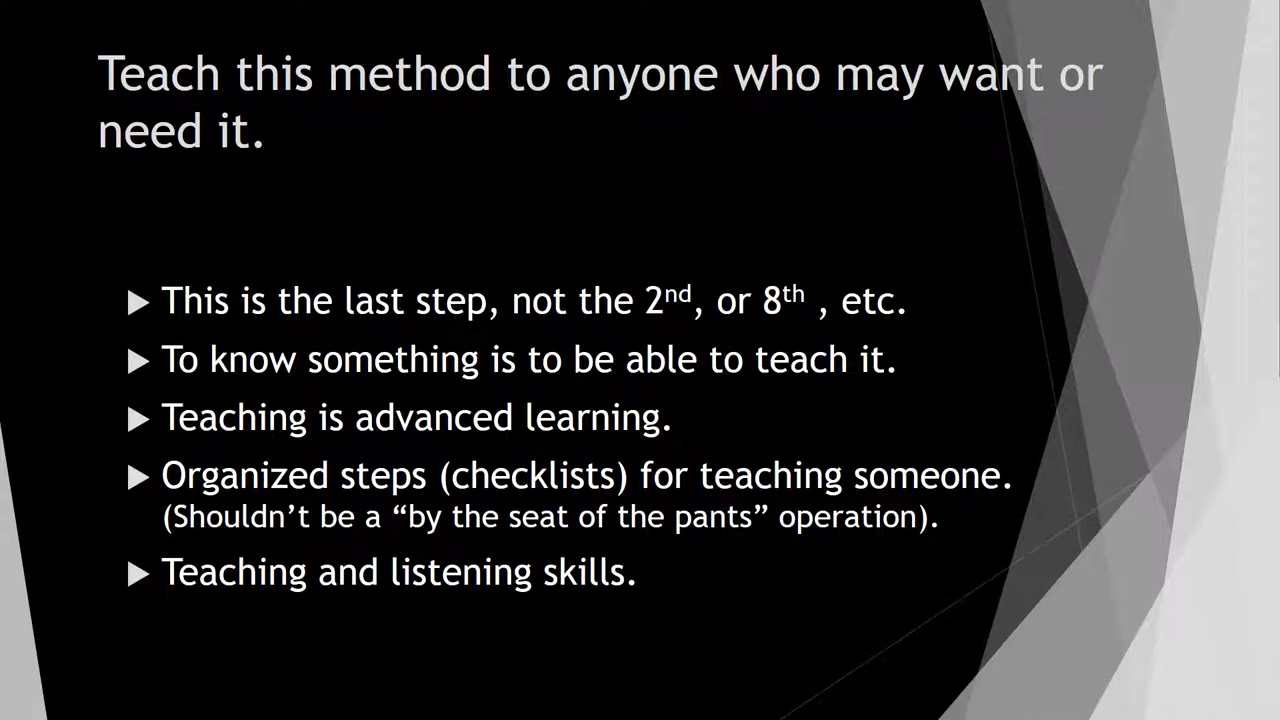 Teach this method to anyone who may want or
need it.
This is the last step, not the 2nd, or 8th , etc.
To know something is to be able to teach it.
Teaching is advanced learning.
Organized steps (checklists) for teaching someone.
(Shouldn’t be a “by the seat of the pants” operation).
Teaching and listening skills.